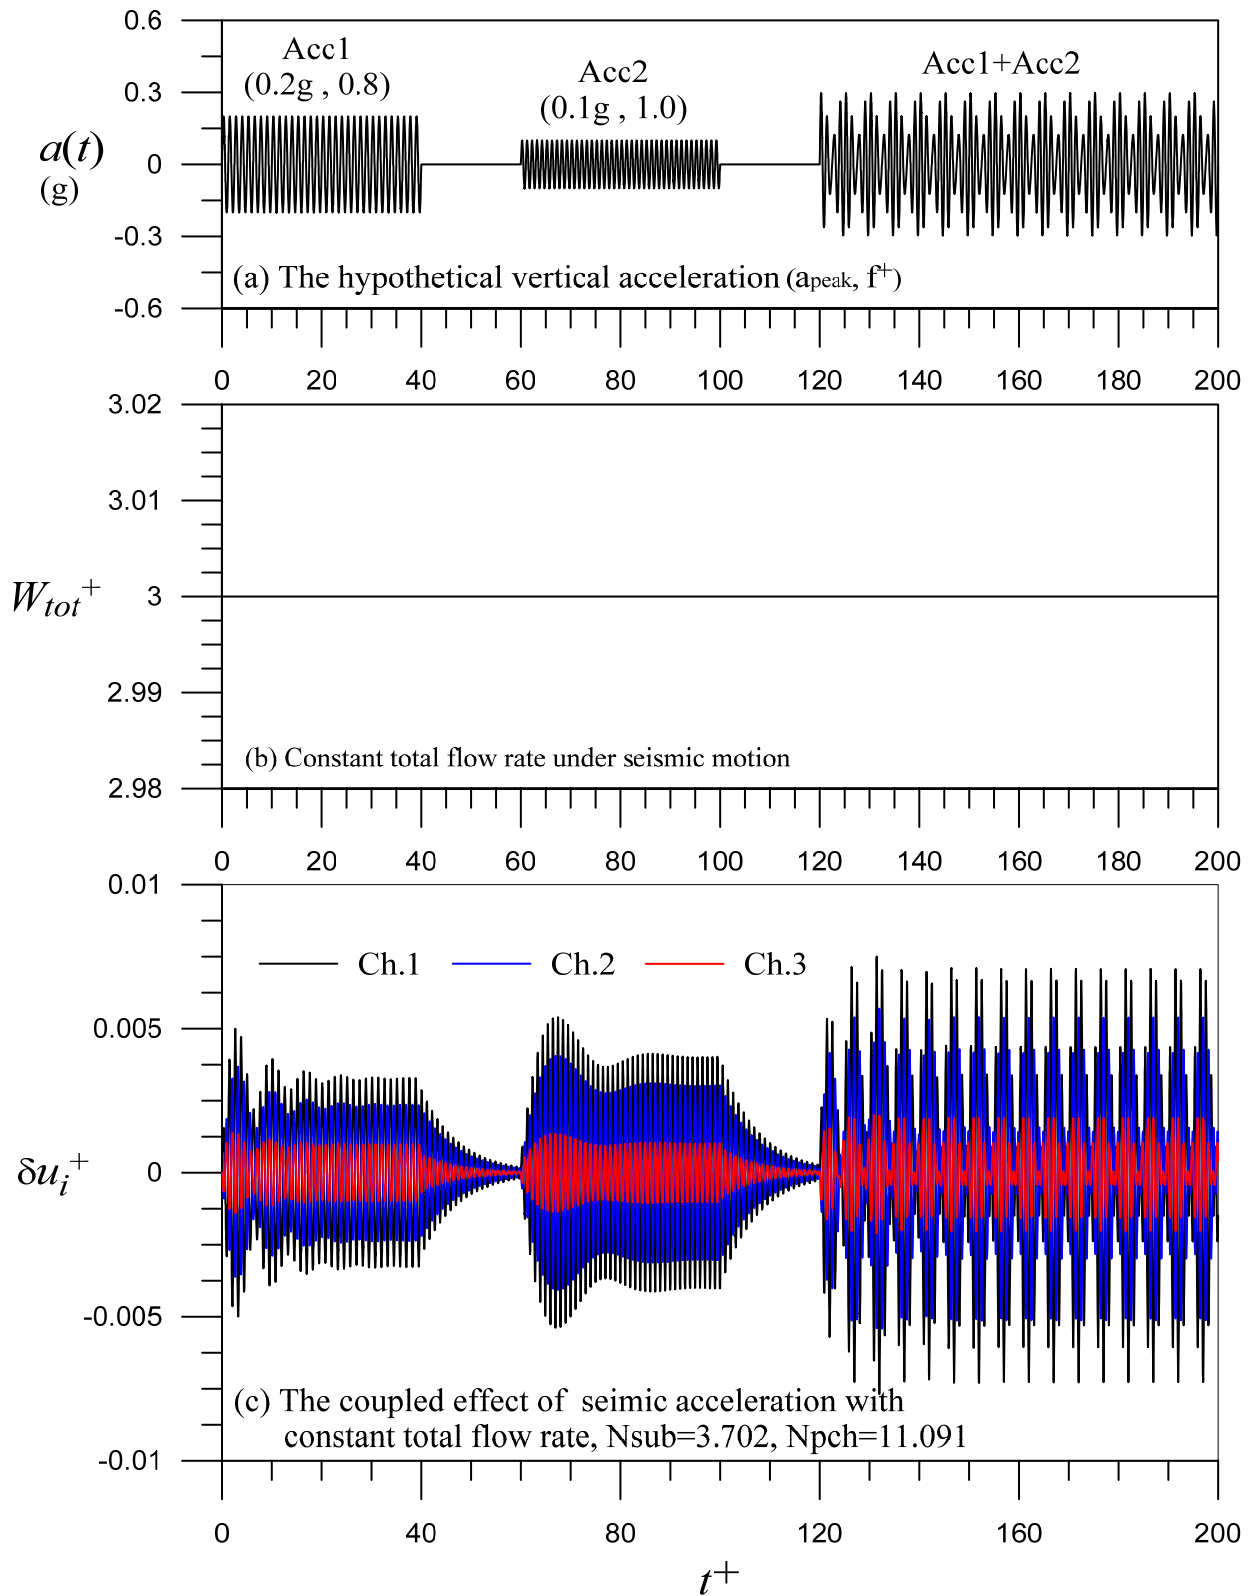 0.6
Acc1
(0.2g , 0.8)
Acc2
(0.1g , 1.0)
Acc1+Acc2
0.3
a(t)
(g)
0
-0.3
(a) The hypothetical vertical acceleration (apeak, f+)
-0.6
0 20 40 60 80 100 120 140 160 180 200
3.02
3.01
Wtot+
3
2.99
(b) Constant total flow rate under seismic motion
2.98
0 20 40 60 80 100 120 140 160 180 200
0.01
Ch.1 Ch.2 Ch.3
0.005
δui+
0
-0.005
(c) The coupled effect of seimic acceleration with
constant total flow rate, Nsub=3.702, Npch=11.091
-0.01
0 20 40 60 80 100 120 140 160 180 200
t+